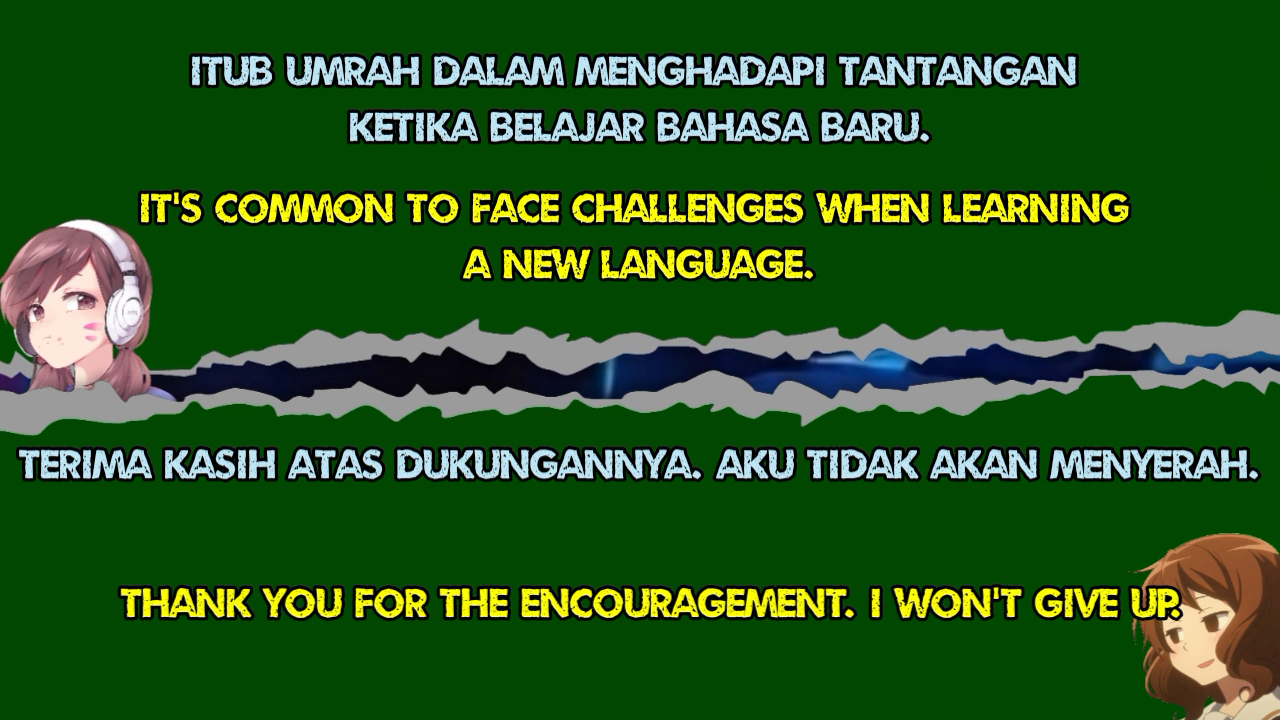 ITUB UMRAH DALAM MENGHADAPI TANTANGAN
KETIKA BELAJAR BAHASA BARU.
IT'S COMMON TO FACE CHALLENGES WHEN LEARNING
A NEW LANGUAGE.
TERIMA KASIH ATAS DUKUNGANNYA. AKU TIDAK AKAN MENYERAH.
THANK YOU FOR THE ENCOURAGEMENT. I WON'T GIVE UP.